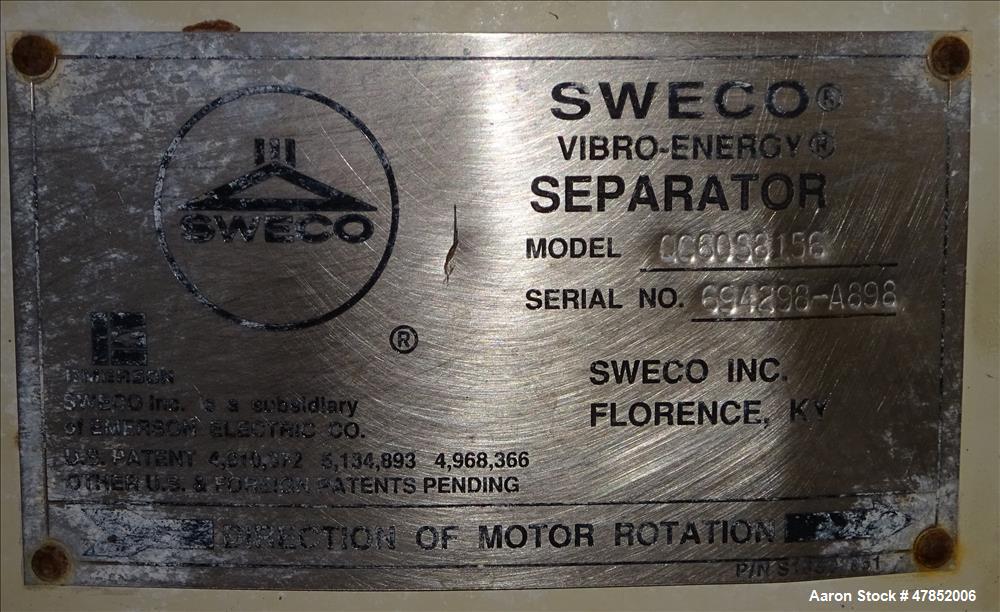 SWECO®
VIBRO-ENERGY®
SEPARATOR
MODEL
SERIAL NO. 694298-A898
SWECO INC.
FLORENCE, KY
SWECO
®
EMERSON
SWECO Inc. is a subsidiary
of EMERSON ELECTRIC CO.
U.S. PATENT 5,134,893 4,968,366
OTHER U.S. & FOREIGN PATENTS PENDING
DIRECTION OF MOTOR ROTATION
P/N
Aaron Stock # 47852006